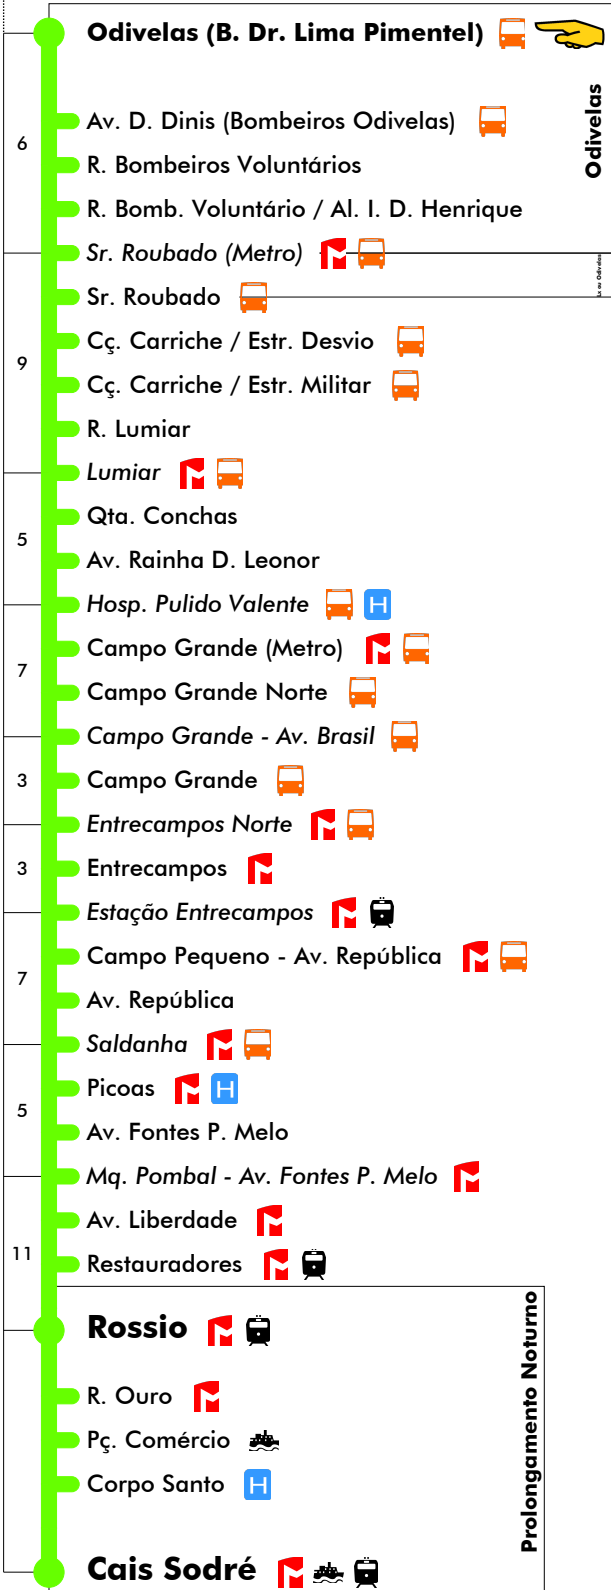 Odivelas (B. Dr. Lima Pimentel)
Odivelas
6
Av. D. Dinis (Bombeiros Odivelas)
R. Bombeiros Voluntários
R. Bomb. Voluntário / Al. I. D. Henrique
Sr. Roubado (Metro)
Lx ou Odivelas
Sr. Roubado
9
Cç. Carriche / Estr. Desvio
Cç. Carriche / Estr. Militar
R. Lumiar
Lumiar
Qta. Conchas
5
Av. Rainha D. Leonor
Hosp. Pulido Valente
H
Campo Grande (Metro)
7
Campo Grande Norte
Campo Grande - Av. Brasil
3
Campo Grande
Entrecampos Norte
3
Entrecampos
Estação Entrecampos
Campo Pequeno - Av. República
7
Av. República
Saldanha
Picoas
H
5
Av. Fontes P. Melo
Mq. Pombal - Av. Fontes P. Melo
Av. Liberdade
11
Restauradores
Rossio
Prolongamento Noturno
R. Ouro
Pç. Comércio
Corpo Santo
H
Cais Sodré